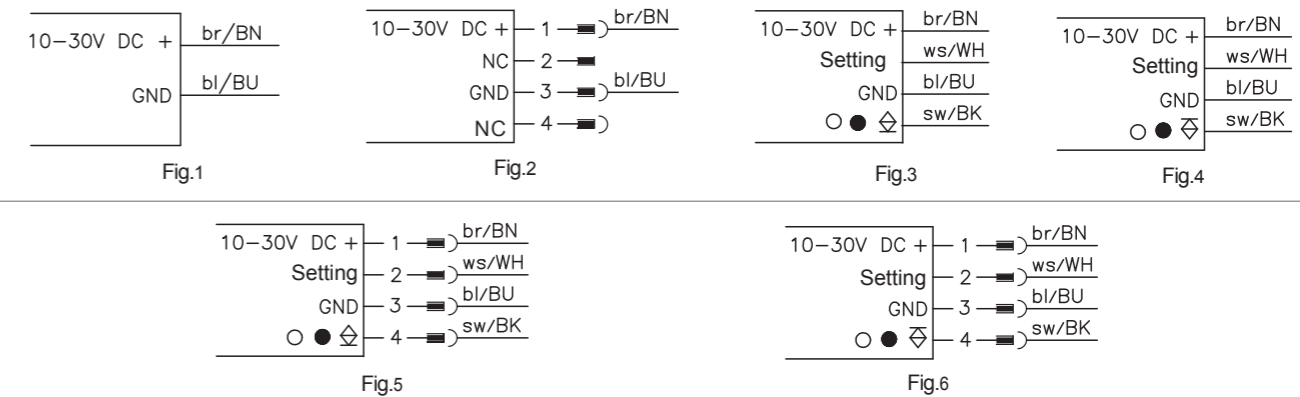 10–30V DC + br/BN
GND bl/BU
Fig.1
10–30V DC + 1 br/BN
NC 2
GND 3 bl/BU
NC 4
Fig.2
10–30V DC + br/BN
Setting ws/WH
GND bl/BU
sw/BK
Fig.3
10–30V DC + br/BN
Setting ws/WH
GND bl/BU
sw/BK
Fig.4
10–30V DC + 1 br/BN
Setting 2 ws/WH
GND 3 bl/BU
4 sw/BK
Fig.5
10–30V DC + 1 br/BN
Setting 2 ws/WH
GND 3 bl/BU
4 sw/BK
Fig.6